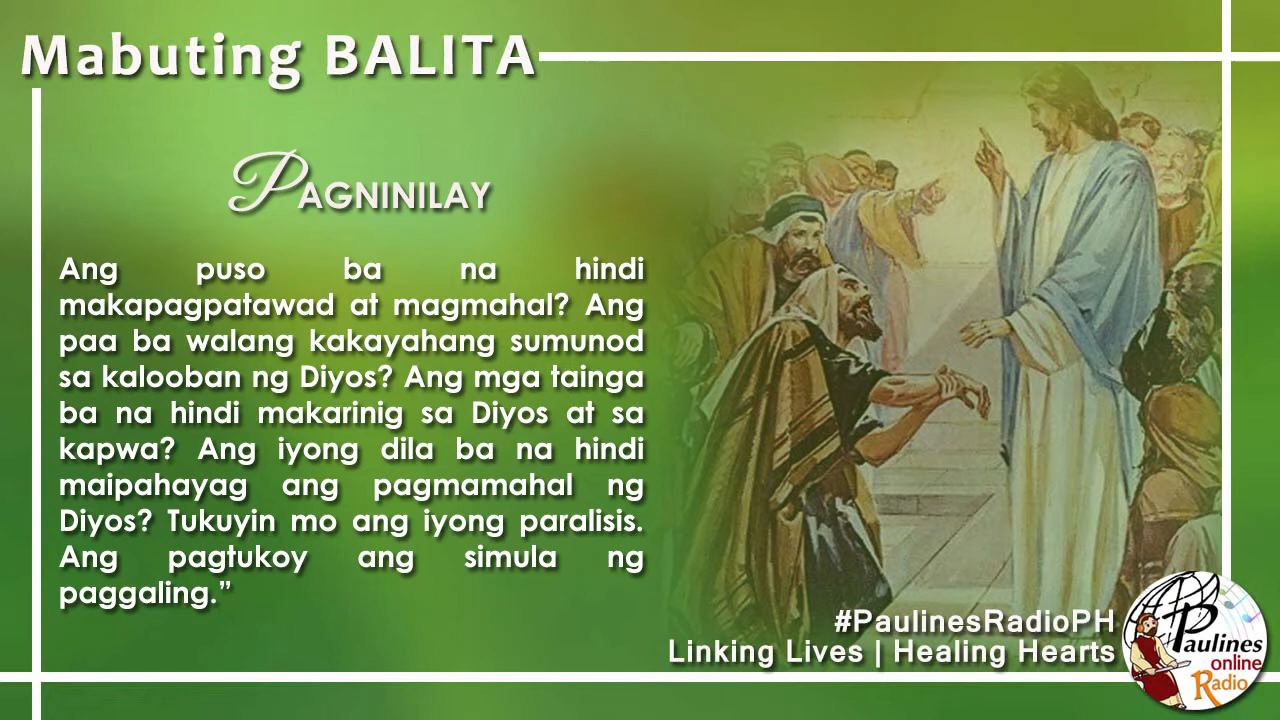 Mabuting BALITA
PAGNINILAY
Ang puso ba na hindi
makapagpatawad at magmahal? Ang
paa ba walang kakayahang sumunod
sa kalooban ng Diyos? Ang mga tainga
ba na hindi makarinig sa Diyos at sa
kapwa? Ang iyong dila ba na hindi
maipahayag ang pagmamahal ng
Diyos? Tukuyin mo ang iyong paralisis.
Ang pagtukoy ang simula ng
paggaling.”
#PaulinesRadioPH
Linking Lives | Healing Hearts
Paulines
online
Radio